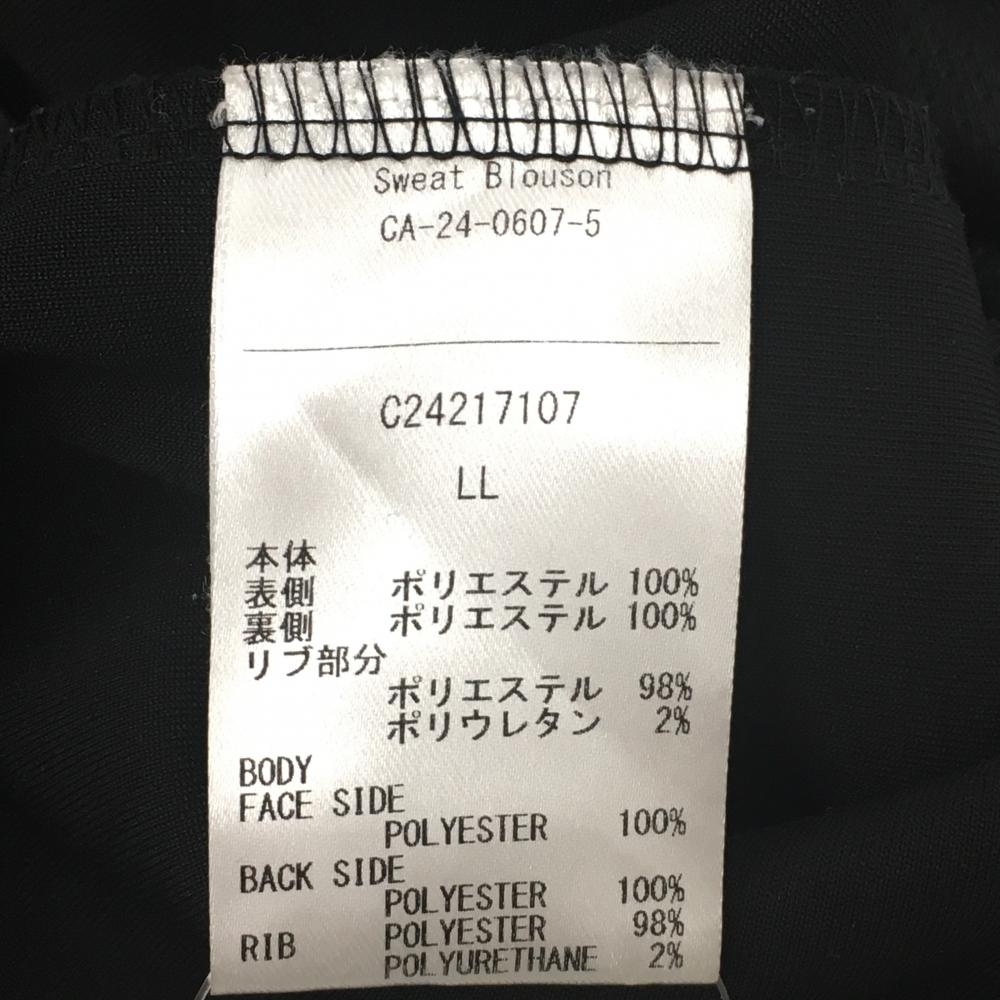 Sweat Blouson
CA-24-0607-5
C24217107
LL
本体
表側 ポリエステル 100%
裏側 ポリエステル 100%
リブ部分
ポリエステル 98%
ポリウレタン 2%
BODY
FACE SIDE
POLYESTER 100%
BACK SIDE
POLYESTER 100%
RIB POLYESTER 98%
POLYURETHANE 2%